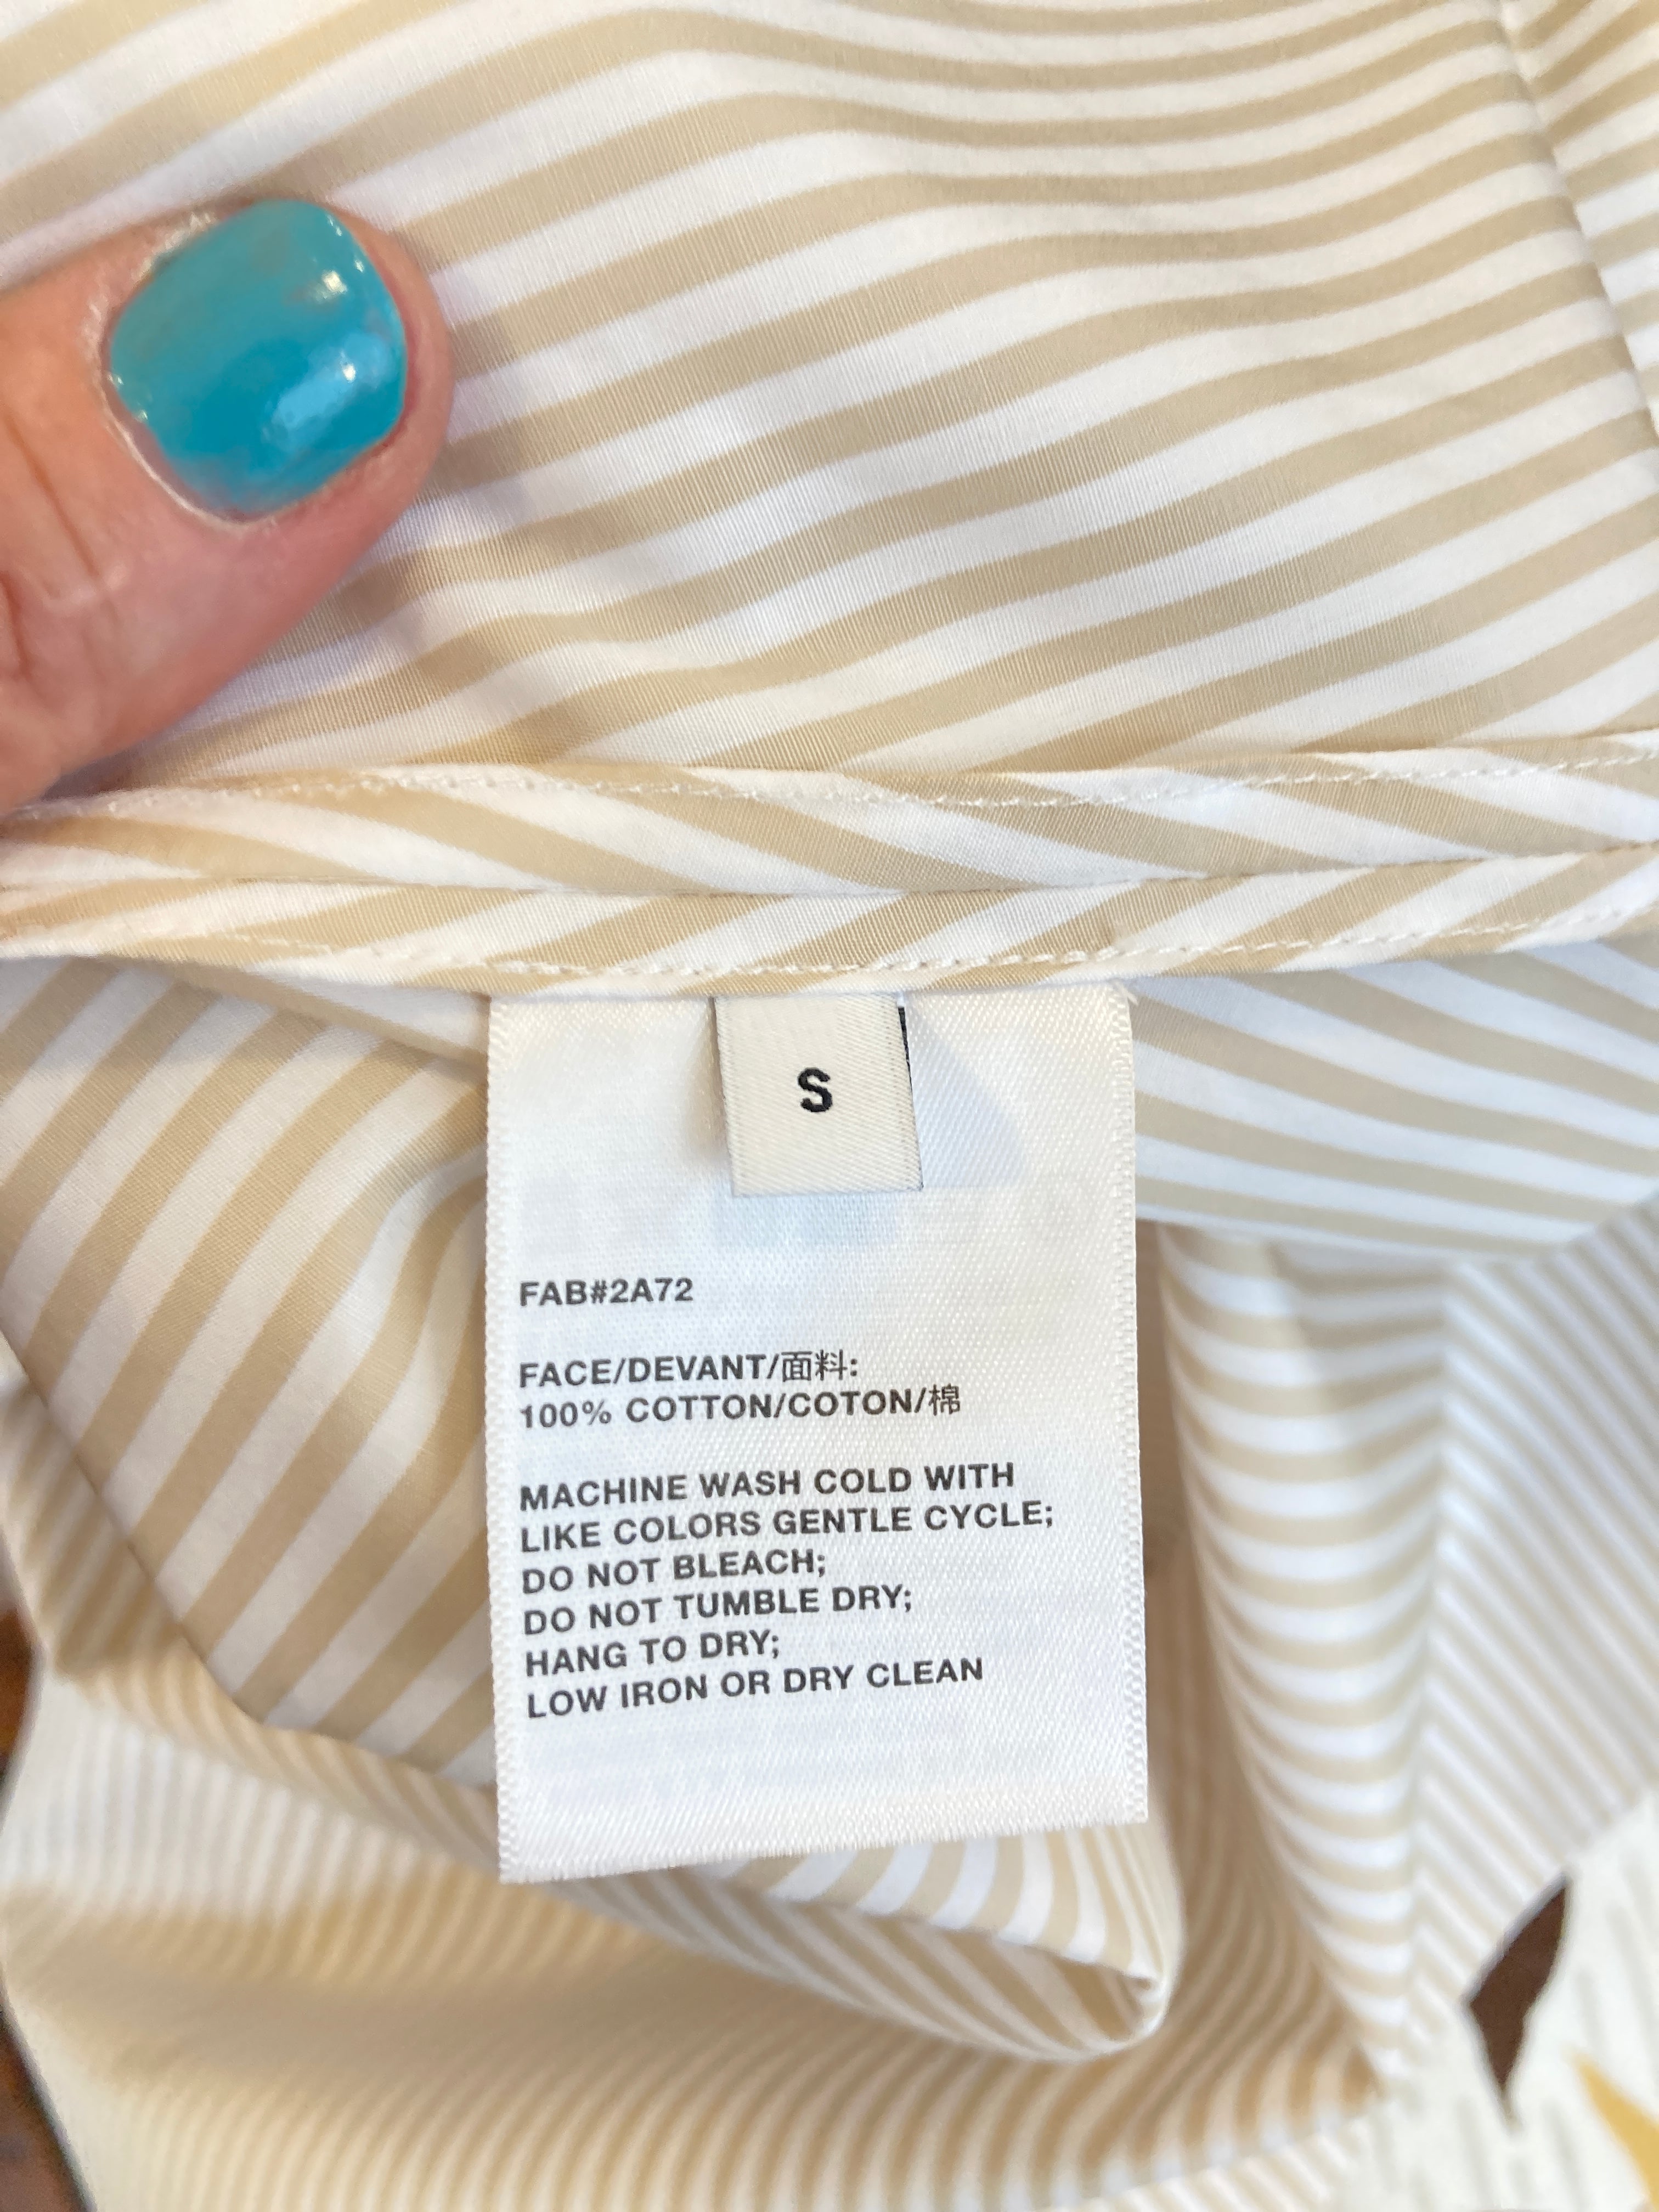 S
FAB#2A72
FACE/DEVANT/面料:
100% COTTON/COTON/棉
MACHINE WASH COLD WITH
LIKE COLORS GENTLE CYCLE;
DO NOT BLEACH;
DO NOT TUMBLE DRY;
HANG TO DRY;
LOW IRON OR DRY CLEAN